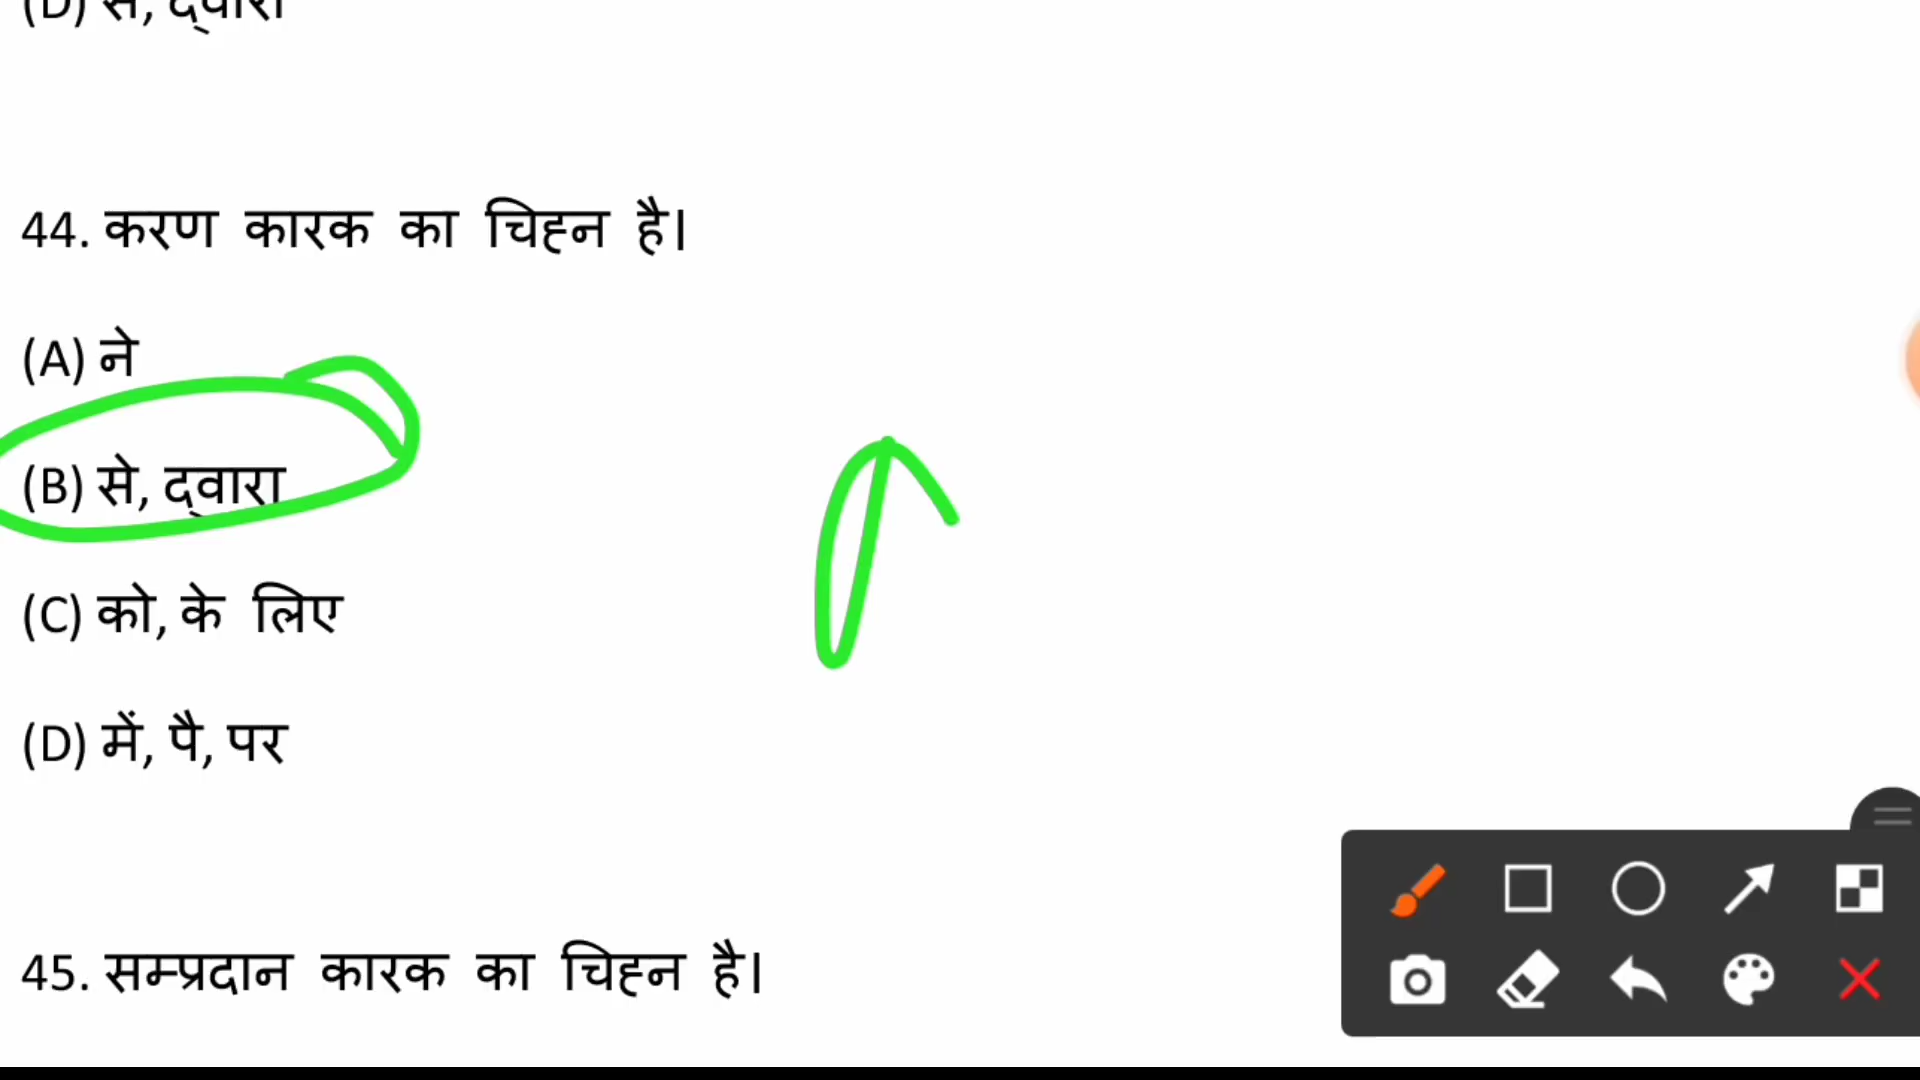 (D) से, द्वारा
44. करण कारक का चिह्न है।
(A) ने
(B) से, द्वारा
(C) को, के लिए
(D) में, पै, पर
45. सम्प्रदान कारक का चिह्न है।